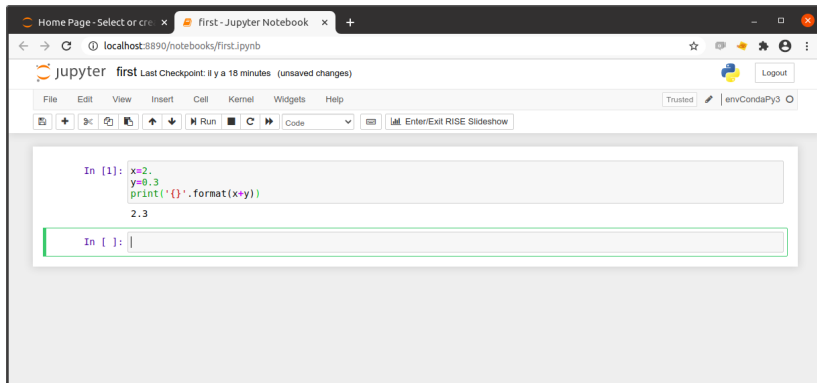 Home Page - Select or cre
first - Jupyter Notebook
localhost:8890/notebooks/first.ipynb
jupyter first Last Checkpoint: il y a 18 minutes (unsaved changes)
Logout
File Edit View Insert Cell Kernel Widgets Help
Trusted envCondaPy3
Run Code Enter/Exit RISE Slideshow
In [1]: x=2.
y=0.3
print('{}'.format(x+y))
2.3
In [ ]: